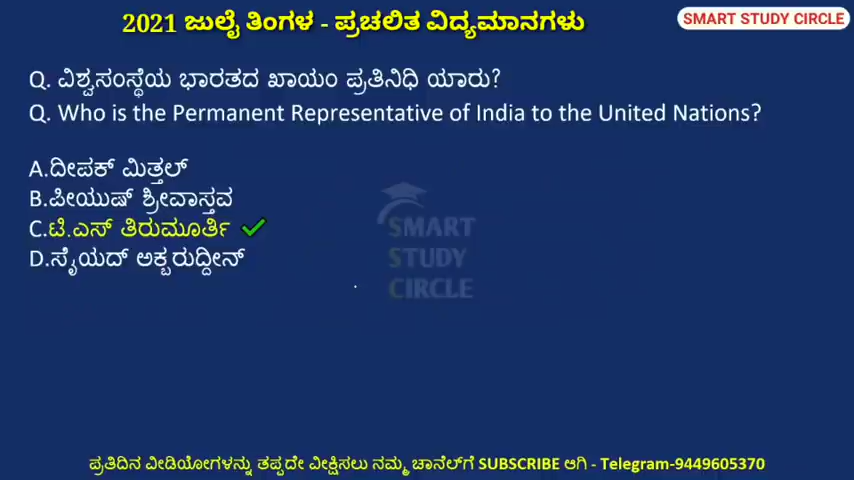 2021 ಜುಲೈ ತಿಂಗಳ - ಪ್ರಚಲಿತ ವಿದ್ಯಮಾನಗಳು
SMART STUDY CIRCLE
Q. ವಿಶ್ವಸಂಸ್ಥೆಯ ಭಾರತದ ಖಾಯಂ ಪ್ರತಿನಿಧಿ ಯಾರು?
Q. Who is the Permanent Representative of India to the United Nations?
A.ದೀಪಕ್ ಮಿತ್ತಲ್
B.ಪೀಯುಷ್ ಶ್ರೀವಾಸ್ತವ
C.ಟಿ.ಎಸ್ ತಿರುಮೂರ್ತಿ
D.ಸೈಯದ್ ಅಕ್ಬರುದ್ದೀನ್
SMART
STUDY
CIRCLE
ಪ್ರತಿದಿನ ವೀಡಿಯೋಗಳನ್ನು ತಪ್ಪದೇ ವೀಕ್ಷಿಸಲು ನಮ್ಮ ಚಾನೆಲ್‌ಗೆ SUBSCRIBE ಆಗಿ - Telegram-9449605370